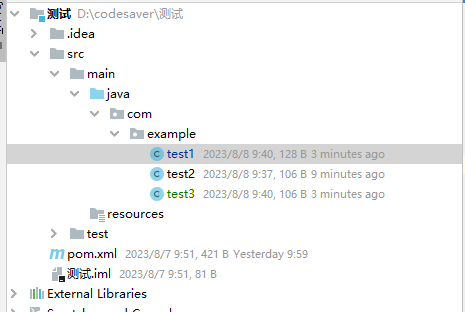 测试 D:\codesaver\测试
.idea
src
main
java
com
example
test1 2023/8/8 9:40, 128 B 3 minutes ago
test2 2023/8/8 9:37, 106 B 9 minutes ago
test3 2023/8/8 9:40, 106 B 3 minutes ago
resources
test
pom.xml 2023/8/7 9:51, 421 B Yesterday 9:59
测试.iml 2023/8/7 9:51, 81 B
External Libraries